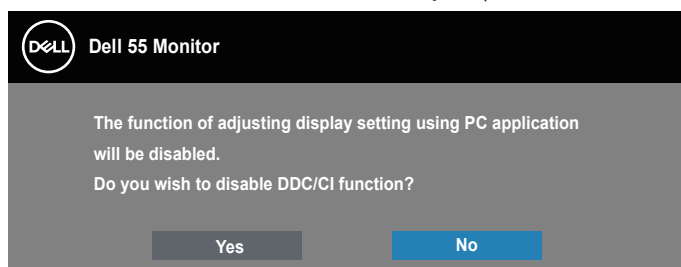 DELL
Dell 55 Monitor
The function of adjusting display setting using PC application
will be disabled.
Do you wish to disable DDC/CI function?
Yes
No